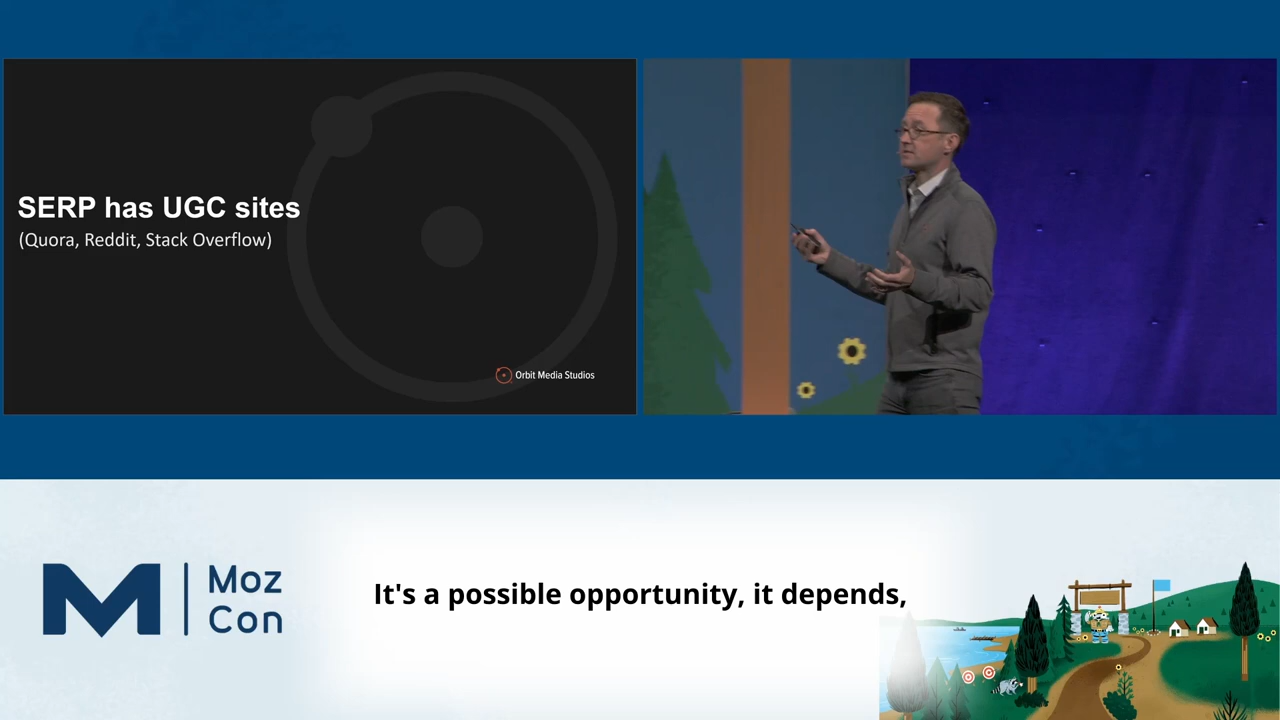 SERP has UGC sites
(Quora, Reddit, Stack Overflow)
Orbit Media Studios
Moz
Con
It's a possible opportunity, it depends,